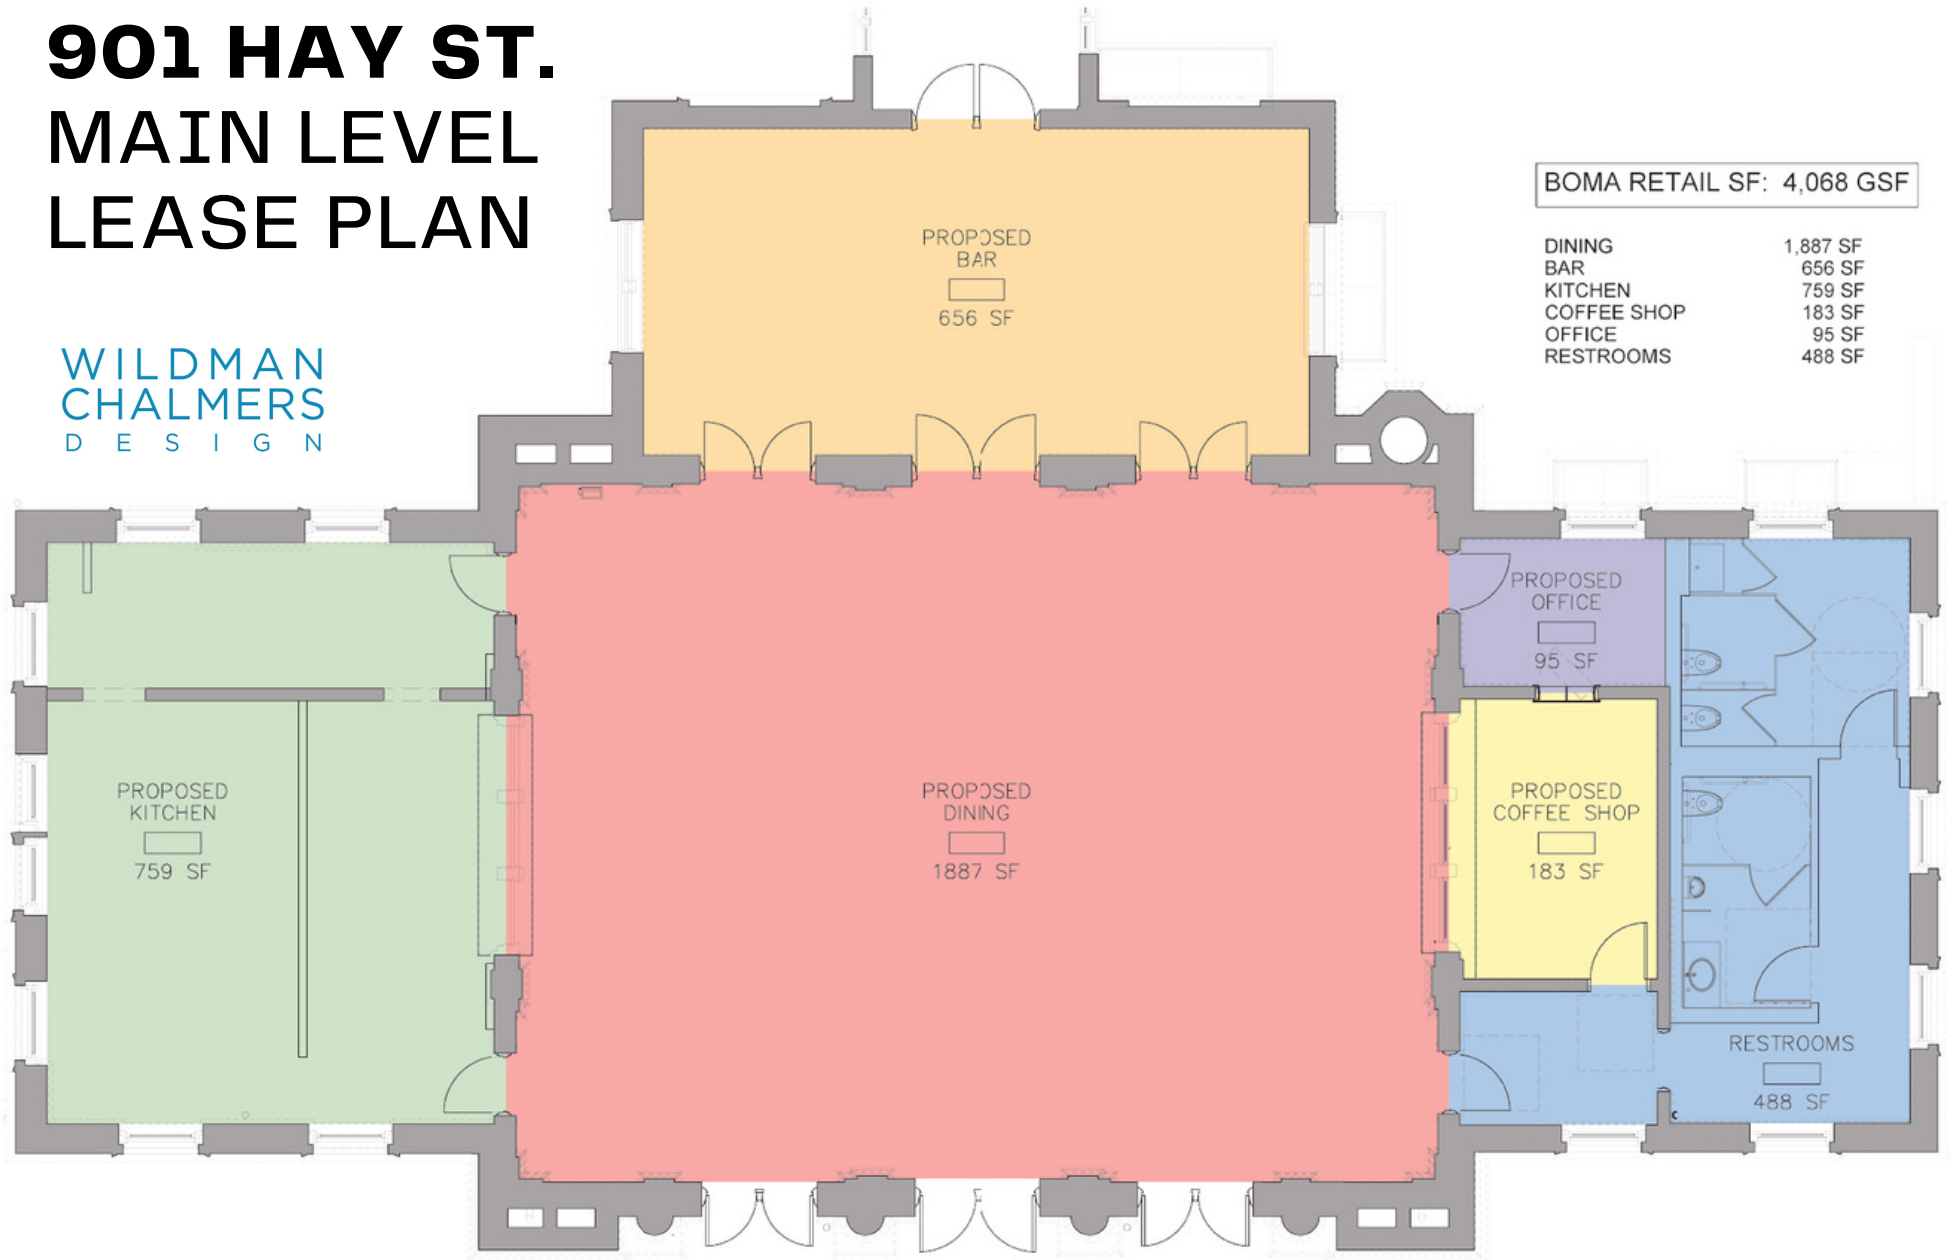 901 HAY ST.
MAIN LEVEL
LEASE PLAN
WILDMAN
CHALMERS
DESIGN
BOMA RETAIL SF: 4,068 GSF
DINING 1,887 SF
BAR 656 SF
KITCHEN 759 SF
COFFEE SHOP 183 SF
OFFICE 95 SF
RESTROOMS 488 SF
PROPOSED
BAR
656 SF
PROPOSED
OFFICE
95 SF
PROPOSED
KITCHEN
759 SF
PROPOSED
DINING
1887 SF
PROPOSED
COFFEE SHOP
183 SF
RESTROOMS
488 SF